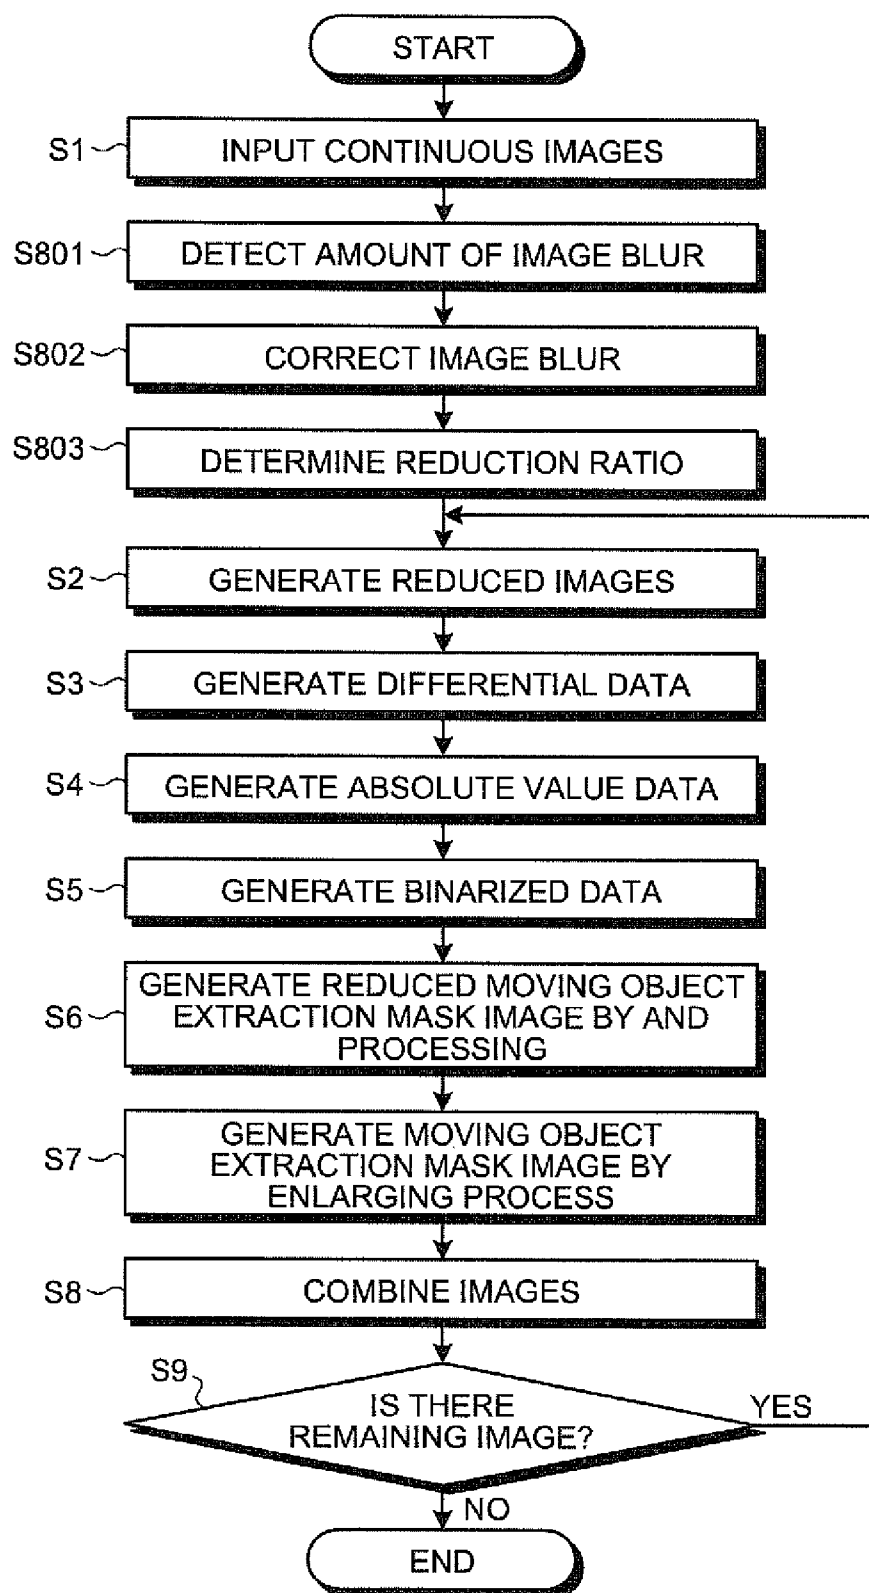 START
S1
INPUT CONTINUOUS IMAGES
S801
DETECT AMOUNT OF IMAGE BLUR
S802
CORRECT IMAGE BLUR
S803
DETERMINE REDUCTION RATIO
S2
GENERATE REDUCED IMAGES
S3
GENERATE DIFFERENTIAL DATA
S4
GENERATE ABSOLUTE VALUE DATA
S5
GENERATE BINARIZED DATA
S6
GENERATE REDUCED MOVING OBJECT
EXTRACTION MASK IMAGE BY AND
PROCESSING
S7
GENERATE MOVING OBJECT
EXTRACTION MASK IMAGE BY
ENLARGING PROCESS
S8
COMBINE IMAGES
S9
IS THERE
REMAINING IMAGE?
YES
NO
END